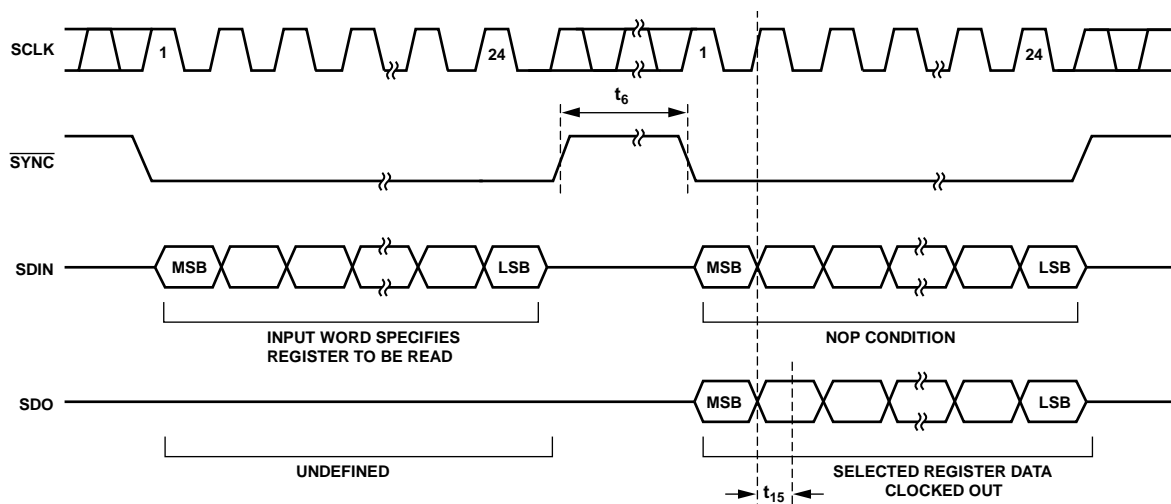 SCLK
1
24
1
24
t6
SYNC
SDIN
MSB
LSB
MSB
LSB
INPUT WORD SPECIFIES
REGISTER TO BE READ
NOP CONDITION
SDO
MSB
LSB
UNDEFINED
SELECTED REGISTER DATA
CLOCKED OUT
t15